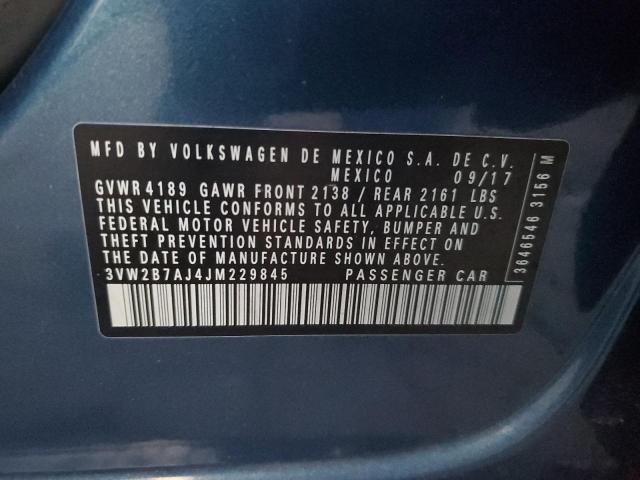 MFD BY VOLKSWAGEN DE MEXICO S.A. DE C.V.
MEXICO 09/17
GVWR 4189 GAWR FRONT 2138 / REAR 2161 LBS
THIS VEHICLE CONFORMS TO ALL APPLICABLE U.S.
FEDERAL MOTOR VEHICLE SAFETY, BUMPER AND
THEFT PREVENTION STANDARDS IN EFFECT ON
THE DATE OF MANUFACTURE SHOWN ABOVE.
3VW2B7AJ4JM229845 PASSENGER CAR
3646546 3156 M